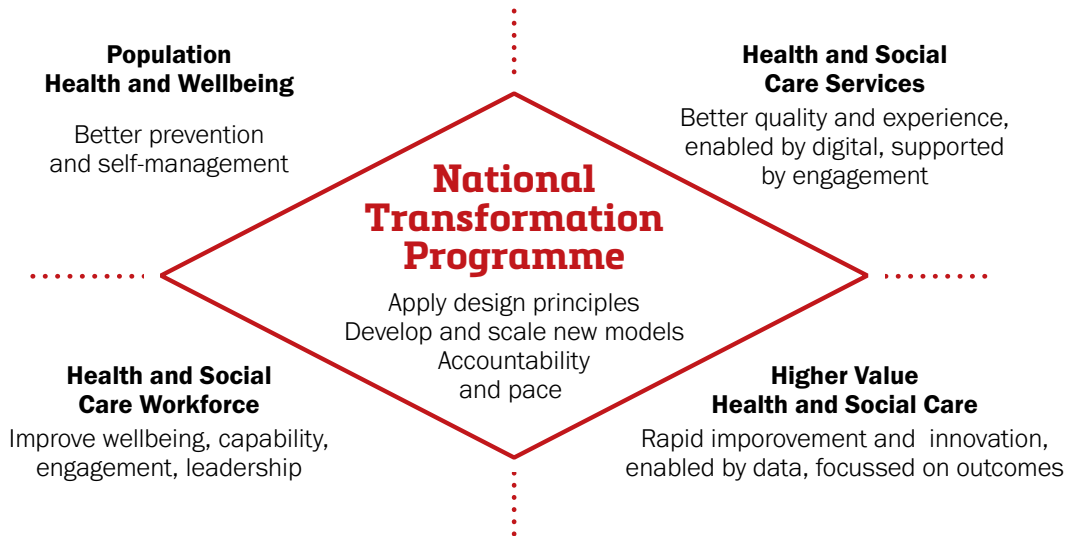 Population
Health and Wellbeing
Better prevention
and self-management
Health and Social
Care Services
Better quality and experience,
enabled by digital, supported
by engagement
National
Transformation
Programme
Apply design principles
Develop and scale new models
Accountability
and pace
Health and Social
Care Workforce
Improve wellbeing, capability,
engagement, leadership
Higher Value
Health and Social Care
Rapid imporovement and  innovation,
enabled by data, focussed on outcomes